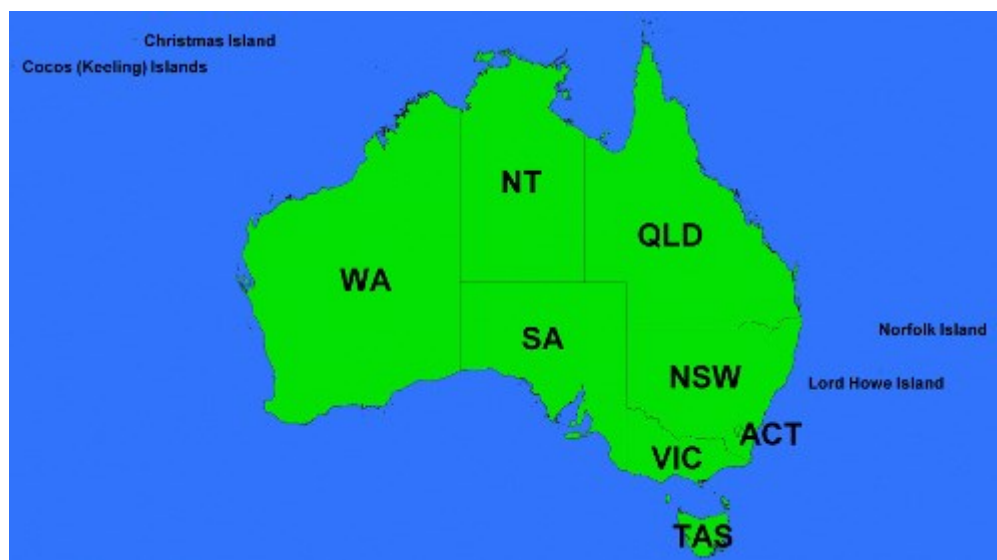 Christmas Island
Cocos (Keeling) Islands
NT
QLD
WA
Norfolk Island
SA
NSW
Lord Howe Island
ACT
VIC
TAS